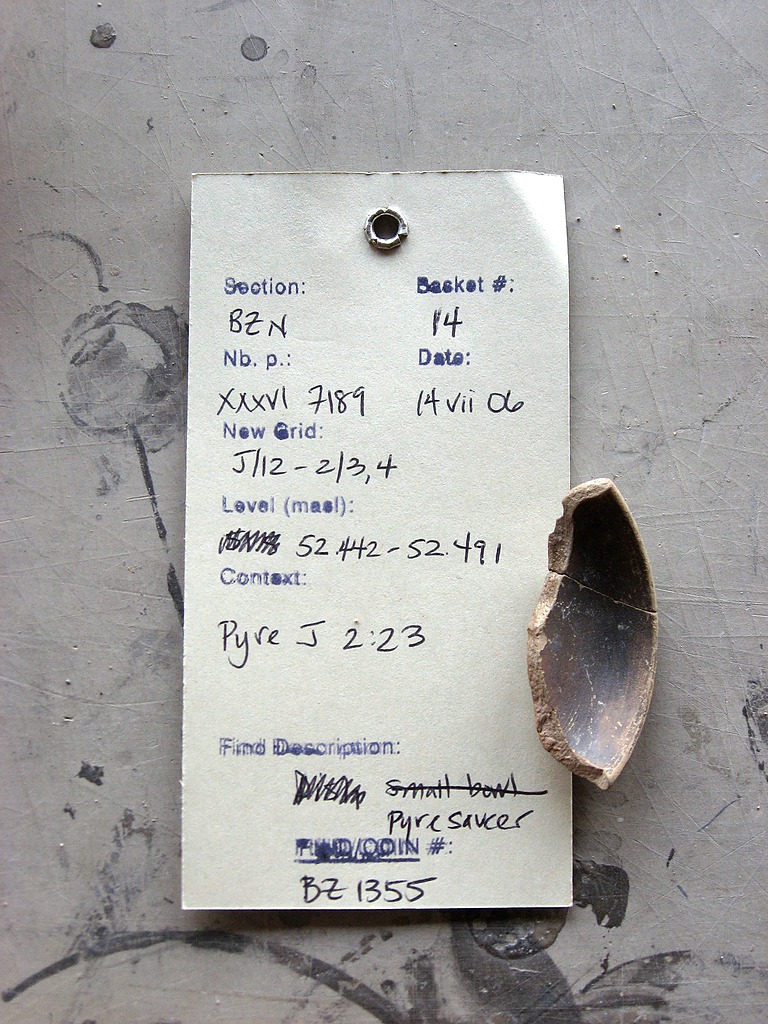 Section: Basket #:
BZN 14
Nb. p.: Date:
XXXVI 7189 14 vii 06
New Grid:
J/12-2/3,4
Level (masl):
52.442-52.491
Context:
Pyre J 2:23
Find Description:
small bowl
Pyre saucer
FIND/COIN #:
BZ 1355